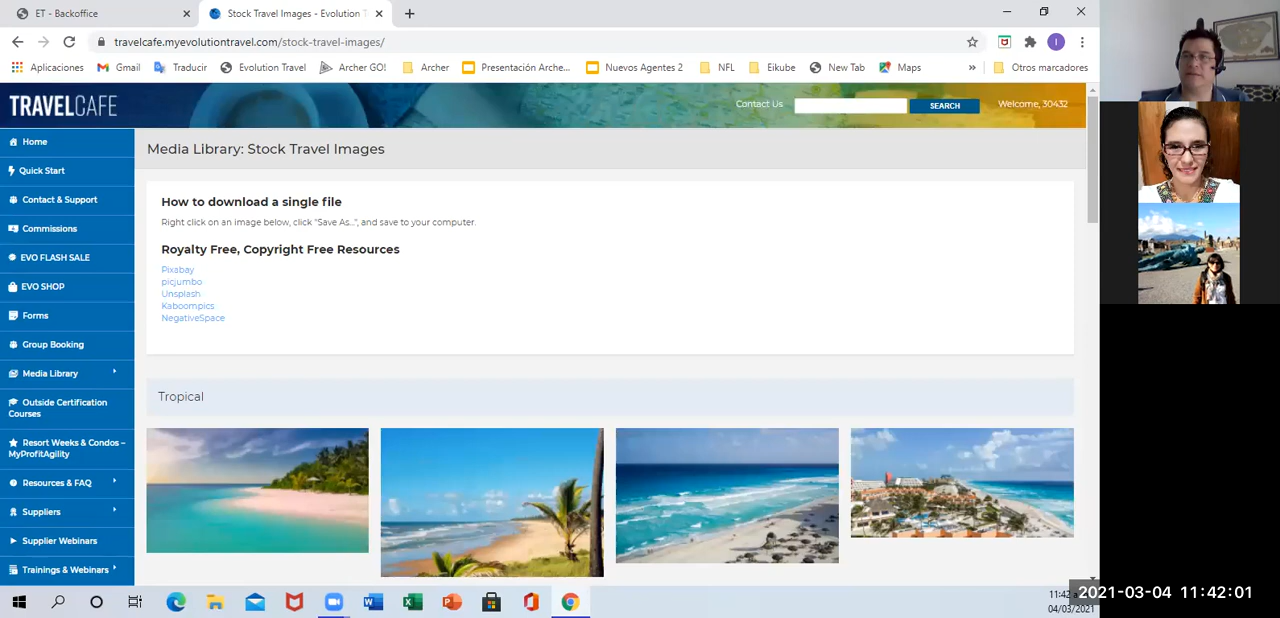 ET - Backoffice
Stock Travel Images - Evolution T
travelcafe.myevolutiontravel.com/stock-travel-images/
Aplicaciones
Gmail
Traducir
Evolution Travel
Archer GO!
Archer
Presentación Arche...
Nuevos Agentes 2
NFL
Eikube
New Tab
Maps
»
Otros marcadores
TRAVELCAFE
Contact Us
SEARCH
Welcome, 30432
Home
Quick Start
Contact & Support
Commissions
EVO FLASH SALE
EVO SHOP
Forms
Group Booking
Media Library
Outside Certification
Courses
Resort Weeks & Condos –
MyProfitAgility
Resources & FAQ
Suppliers
Supplier Webinars
Trainings & Webinars
Media Library: Stock Travel Images
How to download a single file
Right click on an image below, click "Save As...", and save to your computer.
Royalty Free, Copyright Free Resources
Pixabay
picjumbo
Unsplash
Kaboompics
NegativeSpace
Tropical
11:42 a
04/03/2021
2021-03-04 11:42:01